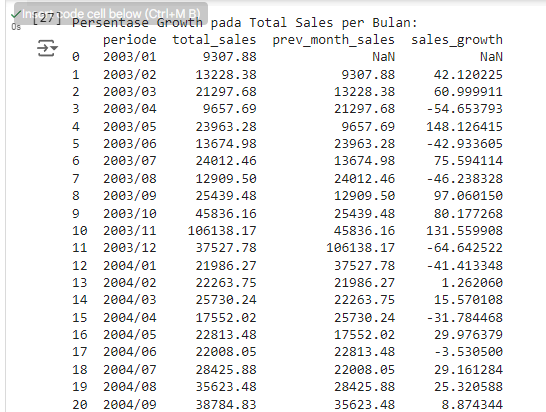 Insert code cell below (Ctrl+M B)
[27] Persentase Growth pada Total Sales per Bulan:
0s
periode total_sales prev_month_sales sales_growth
0 2003/01 9307.88 NaN NaN
1 2003/02 13228.38 9307.88 42.120225
2 2003/03 21297.68 13228.38 60.999911
3 2003/04 9657.69 21297.68 -54.653793
4 2003/05 23963.28 9657.69 148.126415
5 2003/06 13674.98 23963.28 -42.933605
6 2003/07 24012.46 13674.98 75.594114
7 2003/08 12909.50 24012.46 -46.238328
8 2003/09 25439.48 12909.50 97.060150
9 2003/10 45836.16 25439.48 80.177268
10 2003/11 106138.17 45836.16 131.559908
11 2003/12 37527.78 106138.17 -64.642522
12 2004/01 21986.27 37527.78 -41.413348
13 2004/02 22263.75 21986.27 1.262060
14 2004/03 25730.24 22263.75 15.570108
15 2004/04 17552.02 25730.24 -31.784468
16 2004/05 22813.48 17552.02 29.976379
17 2004/06 22008.05 22813.48 -3.530500
18 2004/07 28425.88 22008.05 29.161284
19 2004/08 35623.48 28425.88 25.320588
20 2004/09 38784.83 35623.48 8.874344